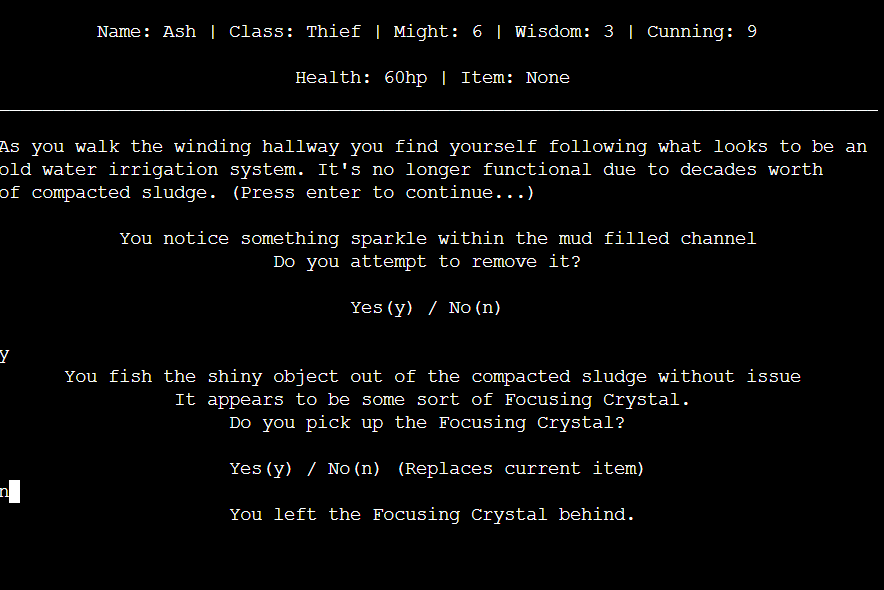 Name: Ash | Class: Thief | Might: 6 | Wisdom: 3 | Cunning: 9
Health: 60hp | Item: None
As you walk the winding hallway you find yourself following what looks to be an
old water irrigation system. It's no longer functional due to decades worth
of compacted sludge. (Press enter to continue...)
You notice something sparkle within the mud filled channel
Do you attempt to remove it?
Yes(y) / No(n)
y
You fish the shiny object out of the compacted sludge without issue
It appears to be some sort of Focusing Crystal.
Do you pick up the Focusing Crystal?
Yes(y) / No(n) (Replaces current item)
n
You left the Focusing Crystal behind.